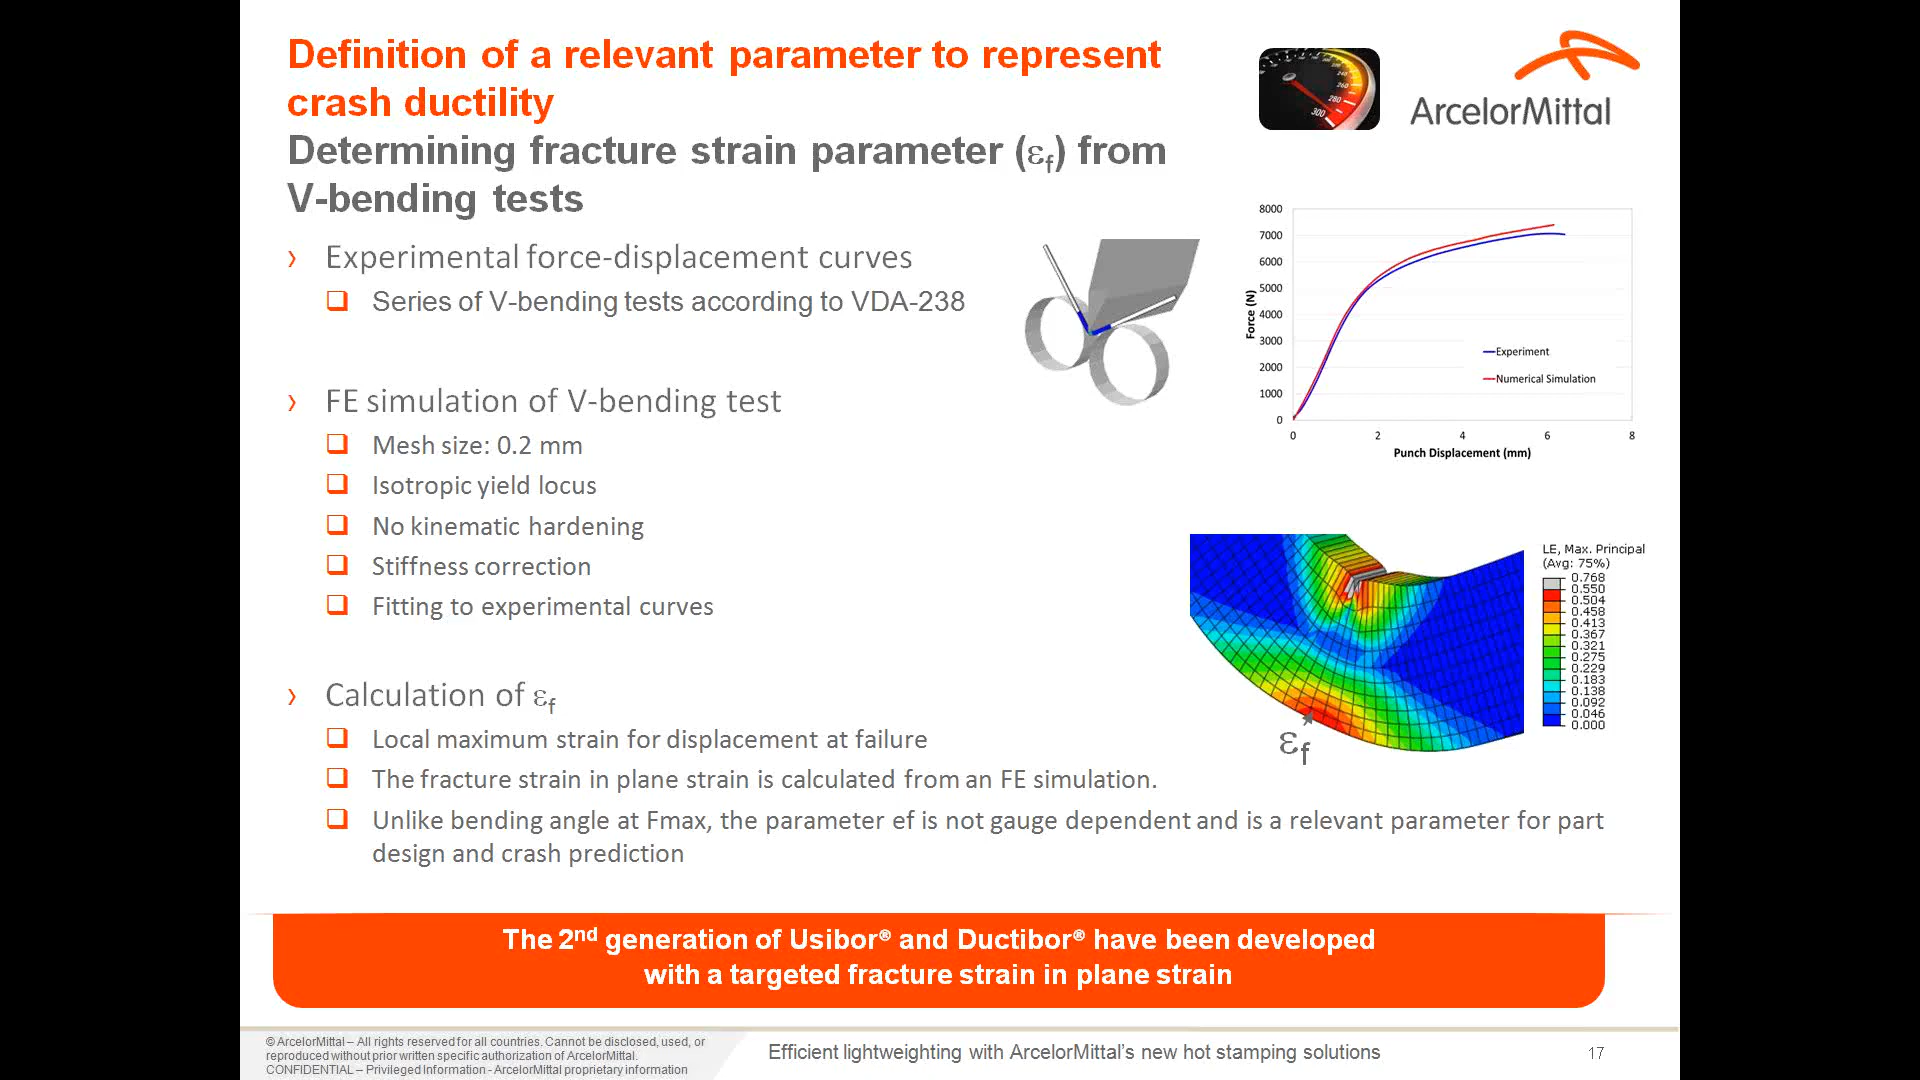 Definition of a relevant parameter to represent
crash ductility
Determining fracture strain parameter (εf) from
V-bending tests
ArcelorMittal
› Experimental force-displacement curves
❑ Series of V-bending tests according to VDA-238
› FE simulation of V-bending test
❑ Mesh size: 0.2 mm
❑ Isotropic yield locus
❑ No kinematic hardening
❑ Stiffness correction
❑ Fitting to experimental curves
› Calculation of εf
❑ Local maximum strain for displacement at failure
❑ The fracture strain in plane strain is calculated from an FE simulation.
❑ Unlike bending angle at Fmax, the parameter ef is not gauge dependent and is a relevant parameter for part
design and crash prediction
8000
7000
6000
5000
4000
3000
2000
1000
0
Force (N)
Experiment
Numerical Simulation
0 2 4 6 8
Punch Displacement (mm)
LE, Max. Principal
(Avg: 75%)
0.768
0.550
0.504
0.458
0.413
0.367
0.321
0.275
0.229
0.183
0.138
0.092
0.046
0.000
εf
The 2nd generation of Usibor® and Ductibor® have been developed
with a targeted fracture strain in plane strain
© ArcelorMittal – All rights reserved for all countries. Cannot be disclosed, used, or
reproduced without prior written specific authorization of ArcelorMittal.
CONFIDENTIAL – Privileged Information - ArcelorMittal proprietary information
Efficient lightweighting with ArcelorMittal's new hot stamping solutions
17